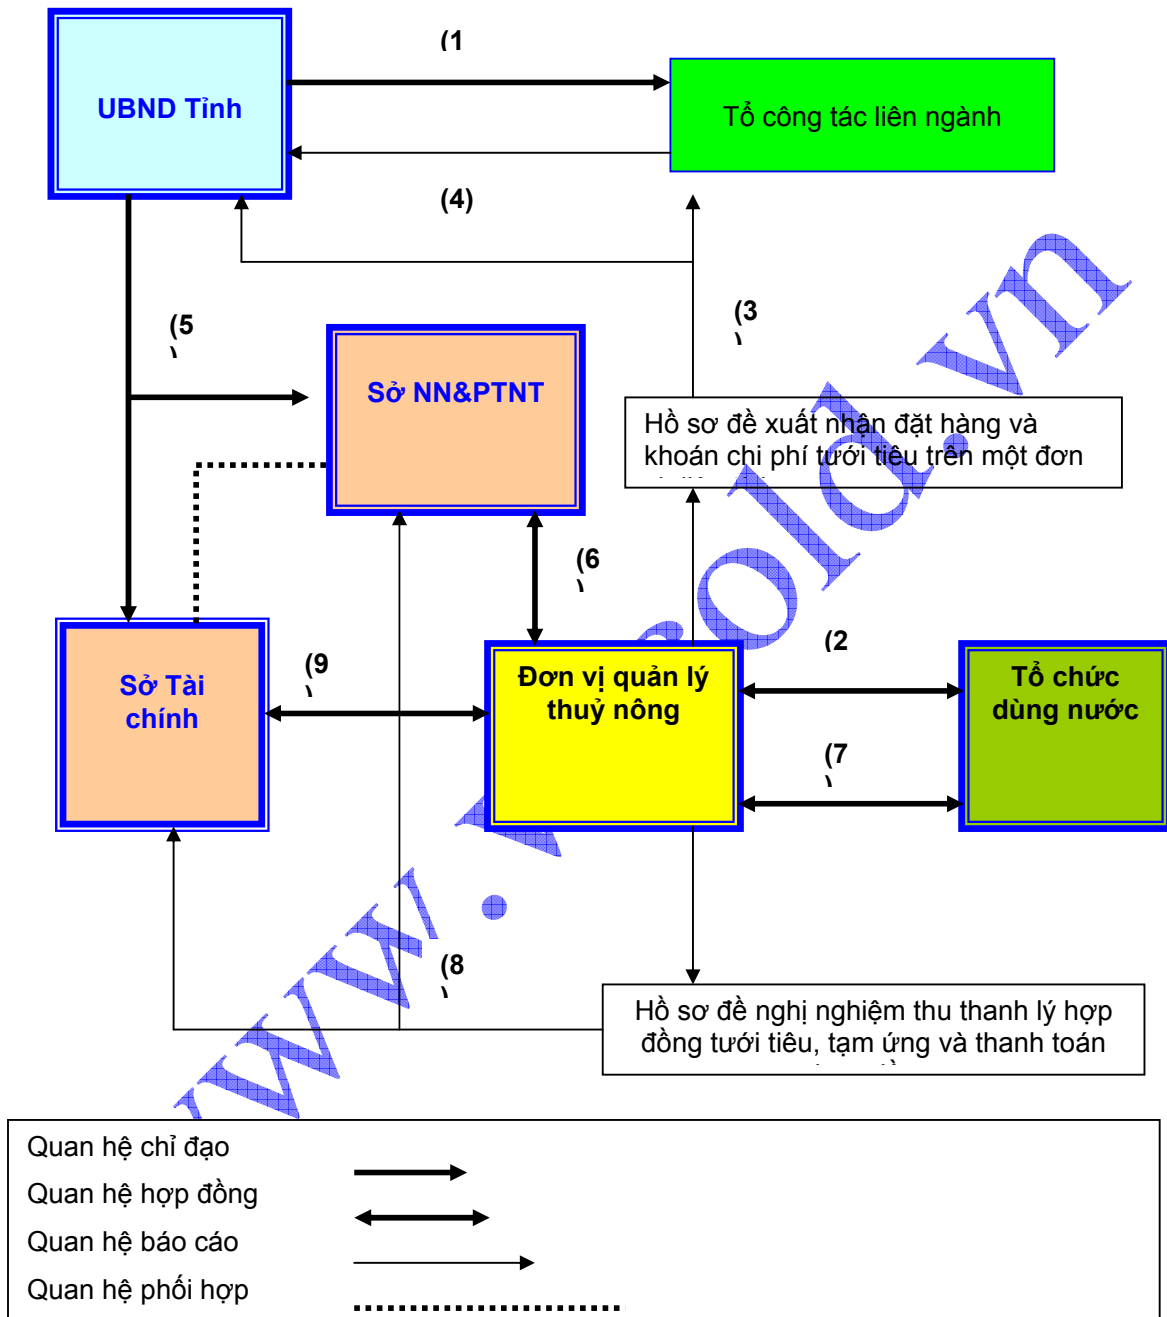 (1
UBND Tỉnh
Tổ công tác liên ngành
(4)
(5
)
(3
)
Sở NN&PTNT
Hồ sơ đề xuất nhận đặt hàng và
khoán chi phí tưới tiêu trên một đơn
(6
)
(2
(9
)
Sở Tài
chính
Đơn vị quản lý
thuỷ nông
Tổ chức
dùng nước
(7
)
(8
)
Hồ sơ đề nghị nghiệm thu thanh lý hợp
đồng tưới tiêu, tạm ứng và thanh toán
Quan hệ chỉ đạo
Quan hệ hợp đồng
Quan hệ báo cáo
Quan hệ phối hợp